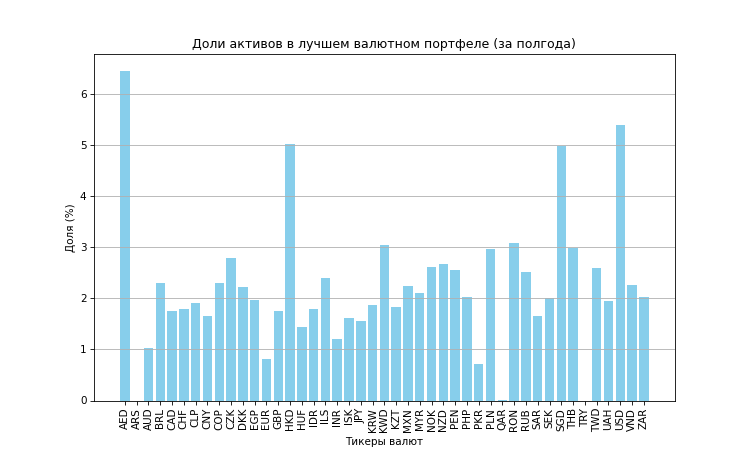 Доли активов в лучшем валютном портфеле (за полгода)
Доля (%)
6
5
4
3
2
1
0
AED ARS AUD BRL CAD CHF CLP CNY COP CZK DKK EGP EUR GBP HKD HUF IDR ILS INR ISK JPY KRW KWD KZT MXN MYR NOK NZD PEN PHP PKR PLN QAR RON RUB SAR SEK SGD THB TRY TWD UAH USD VND ZAR
Тикеры валют